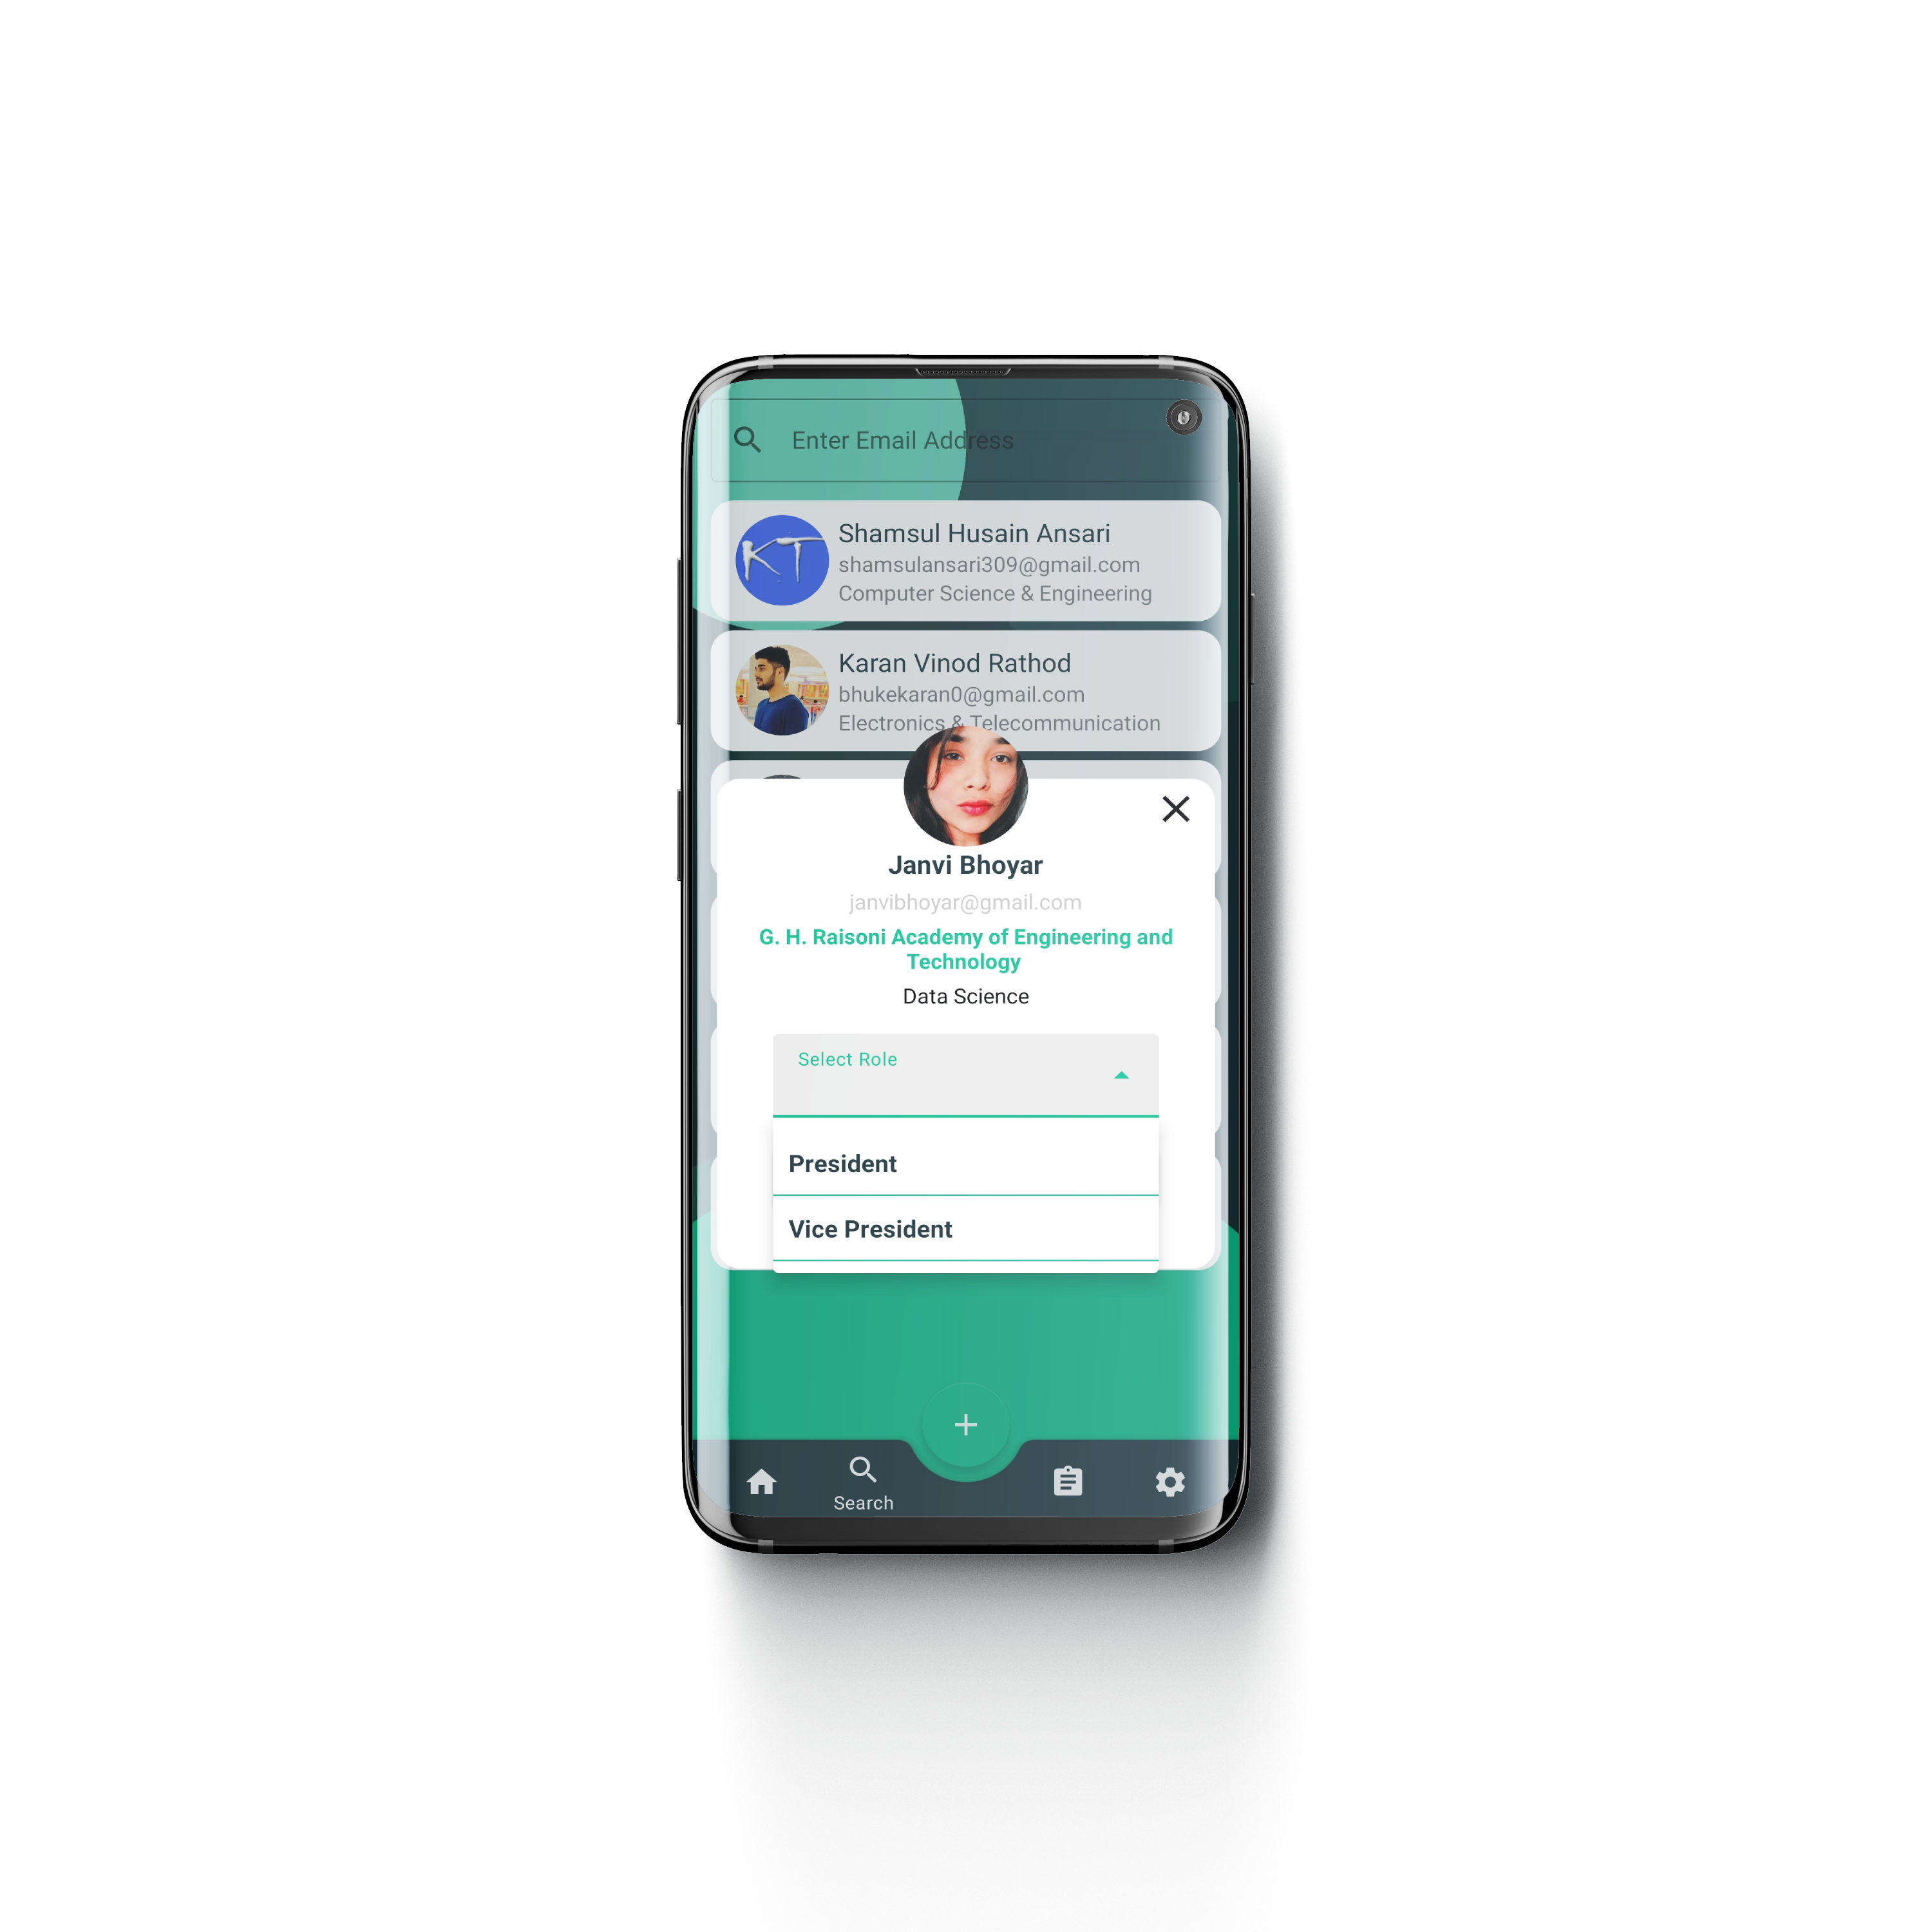 Enter Email Address
KT
Shamsul Husain Ansari
shamsulansari309@gmail.com
Computer Science & Engineering
Karan Vinod Rathod
bhukekaran0@gmail.com
Electronics & Telecommunication
Janvi Bhoyar
janvibhoyar@gmail.com
G. H. Raisoni Academy of Engineering and
Technology
Data Science
Select Role
President
Vice President
Search